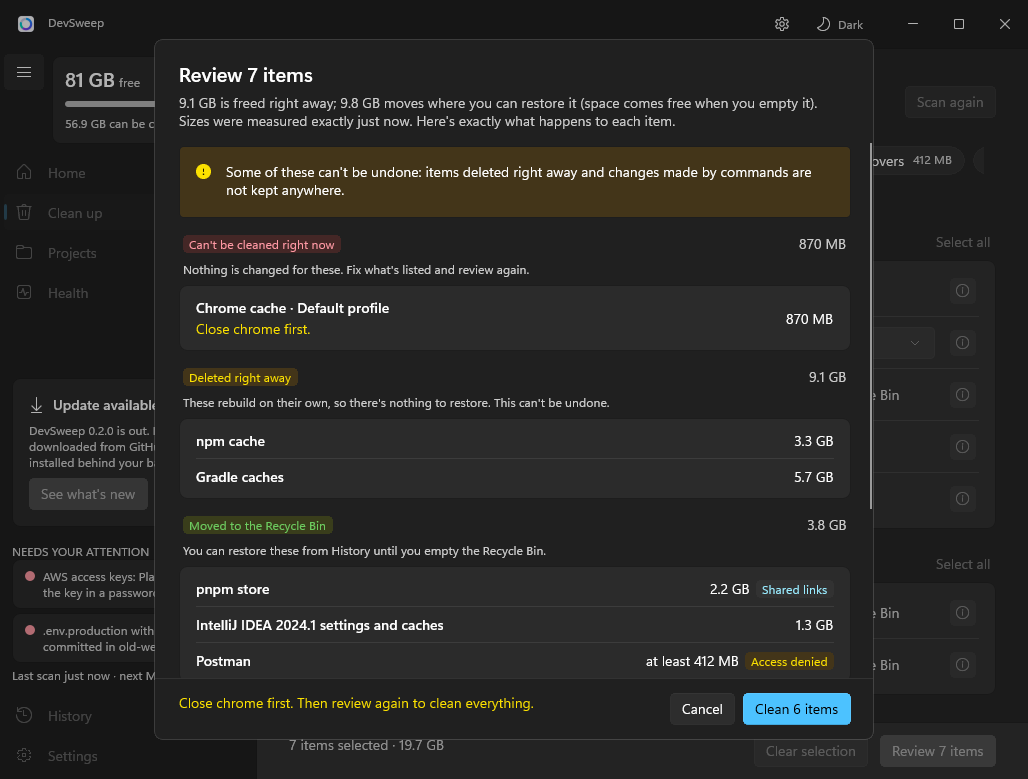 DevSweep
Dark
81 GB free
56.9 GB can be c
Scan again
Home
Clean up
Projects
Health
overs 412 MB
Select all
Bin
Update available
DevSweep 0.2.0 is out.
downloaded from GitHu
installed behind your ba
See what's new
NEEDS YOUR ATTENTION
AWS access keys: Pla
the key in a password
.env.production with
committed in old-we
Last scan just now · next M
History
Settings
Review 7 items
9.1 GB is freed right away; 9.8 GB moves where you can restore it (space comes free when you empty it).
Sizes were measured exactly just now. Here's exactly what happens to each item.
Some of these can't be undone: items deleted right away and changes made by commands are
not kept anywhere.
Can't be cleaned right now 870 MB
Nothing is changed for these. Fix what's listed and review again.
Chrome cache · Default profile
Close chrome first.
870 MB
Deleted right away 9.1 GB
These rebuild on their own, so there's nothing to restore. This can't be undone.
npm cache 3.3 GB
Gradle caches 5.7 GB
Moved to the Recycle Bin 3.8 GB
You can restore these from History until you empty the Recycle Bin.
pnpm store 2.2 GB Shared links
IntelliJ IDEA 2024.1 settings and caches 1.3 GB
Postman at least 412 MB Access denied
Close chrome first. Then review again to clean everything.
Cancel
Clean 6 items
Select all
e Bin
e Bin
7 items selected · 19.7 GB
Clear selection
Review 7 items